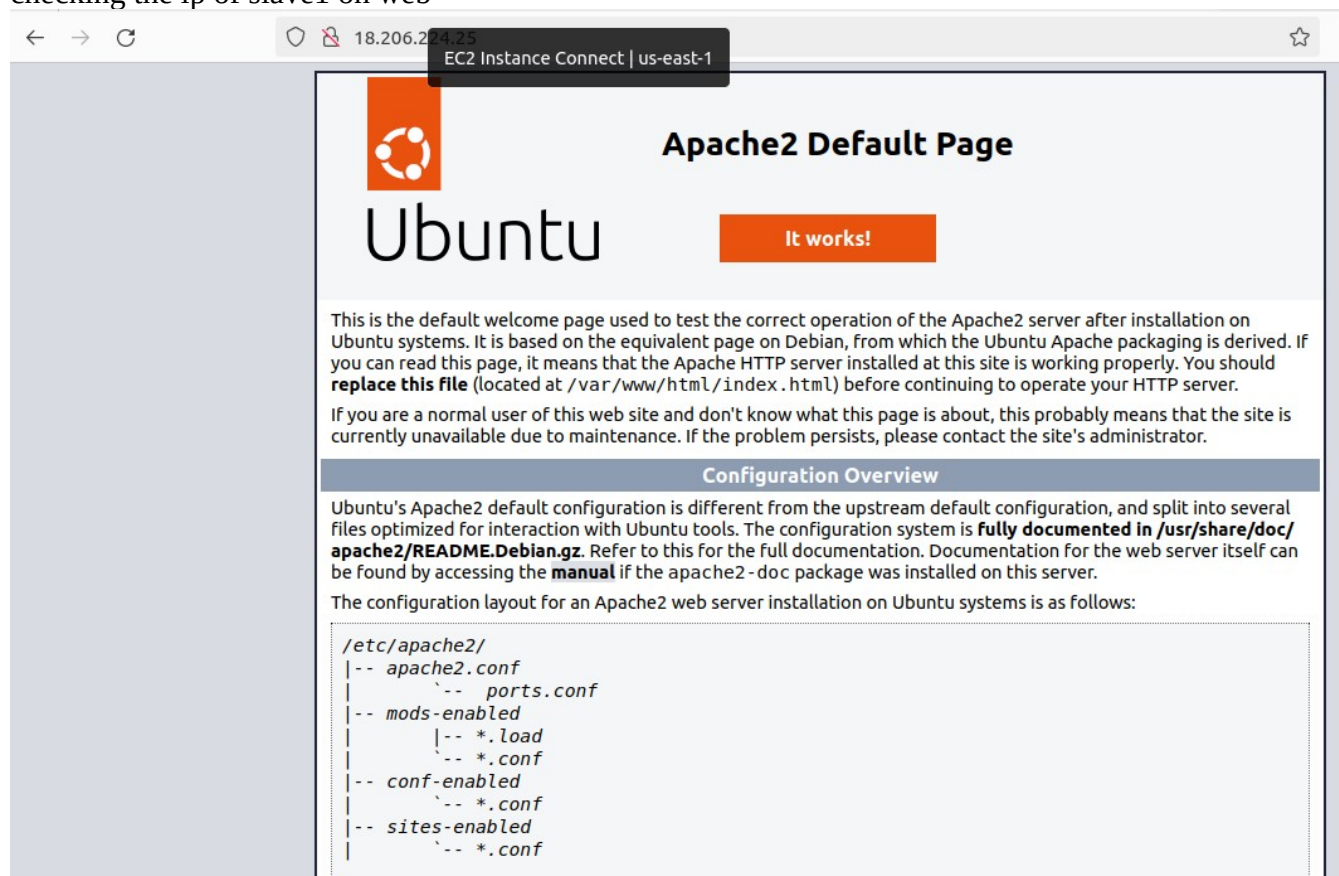 checking the ip of slave1 on web
18.206.224.25
EC2 Instance Connect | us-east-1
Apache2 Default Page
Ubuntu
It works!
This is the default welcome page used to test the correct operation of the Apache2 server after installation on
Ubuntu systems. It is based on the equivalent page on Debian, from which the Ubuntu Apache packaging is derived. If
you can read this page, it means that the Apache HTTP server installed at this site is working properly. You should
replace this file (located at /var/www/html/index.html) before continuing to operate your HTTP server.
If you are a normal user of this web site and don't know what this page is about, this probably means that the site is
currently unavailable due to maintenance. If the problem persists, please contact the site's administrator.
Configuration Overview
Ubuntu's Apache2 default configuration is different from the upstream default configuration, and split into several
files optimized for interaction with Ubuntu tools. The configuration system is fully documented in /usr/share/doc/
apache2/README.Debian.gz. Refer to this for the full documentation. Documentation for the web server itself can
be found by accessing the manual if the apache2-doc package was installed on this server.
The configuration layout for an Apache2 web server installation on Ubuntu systems is as follows:
/etc/apache2/
|-- apache2.conf
|       `--  ports.conf
|-- mods-enabled
|       |-- *.load
|       `-- *.conf
|-- conf-enabled
|       `-- *.conf
|-- sites-enabled
|       `-- *.conf